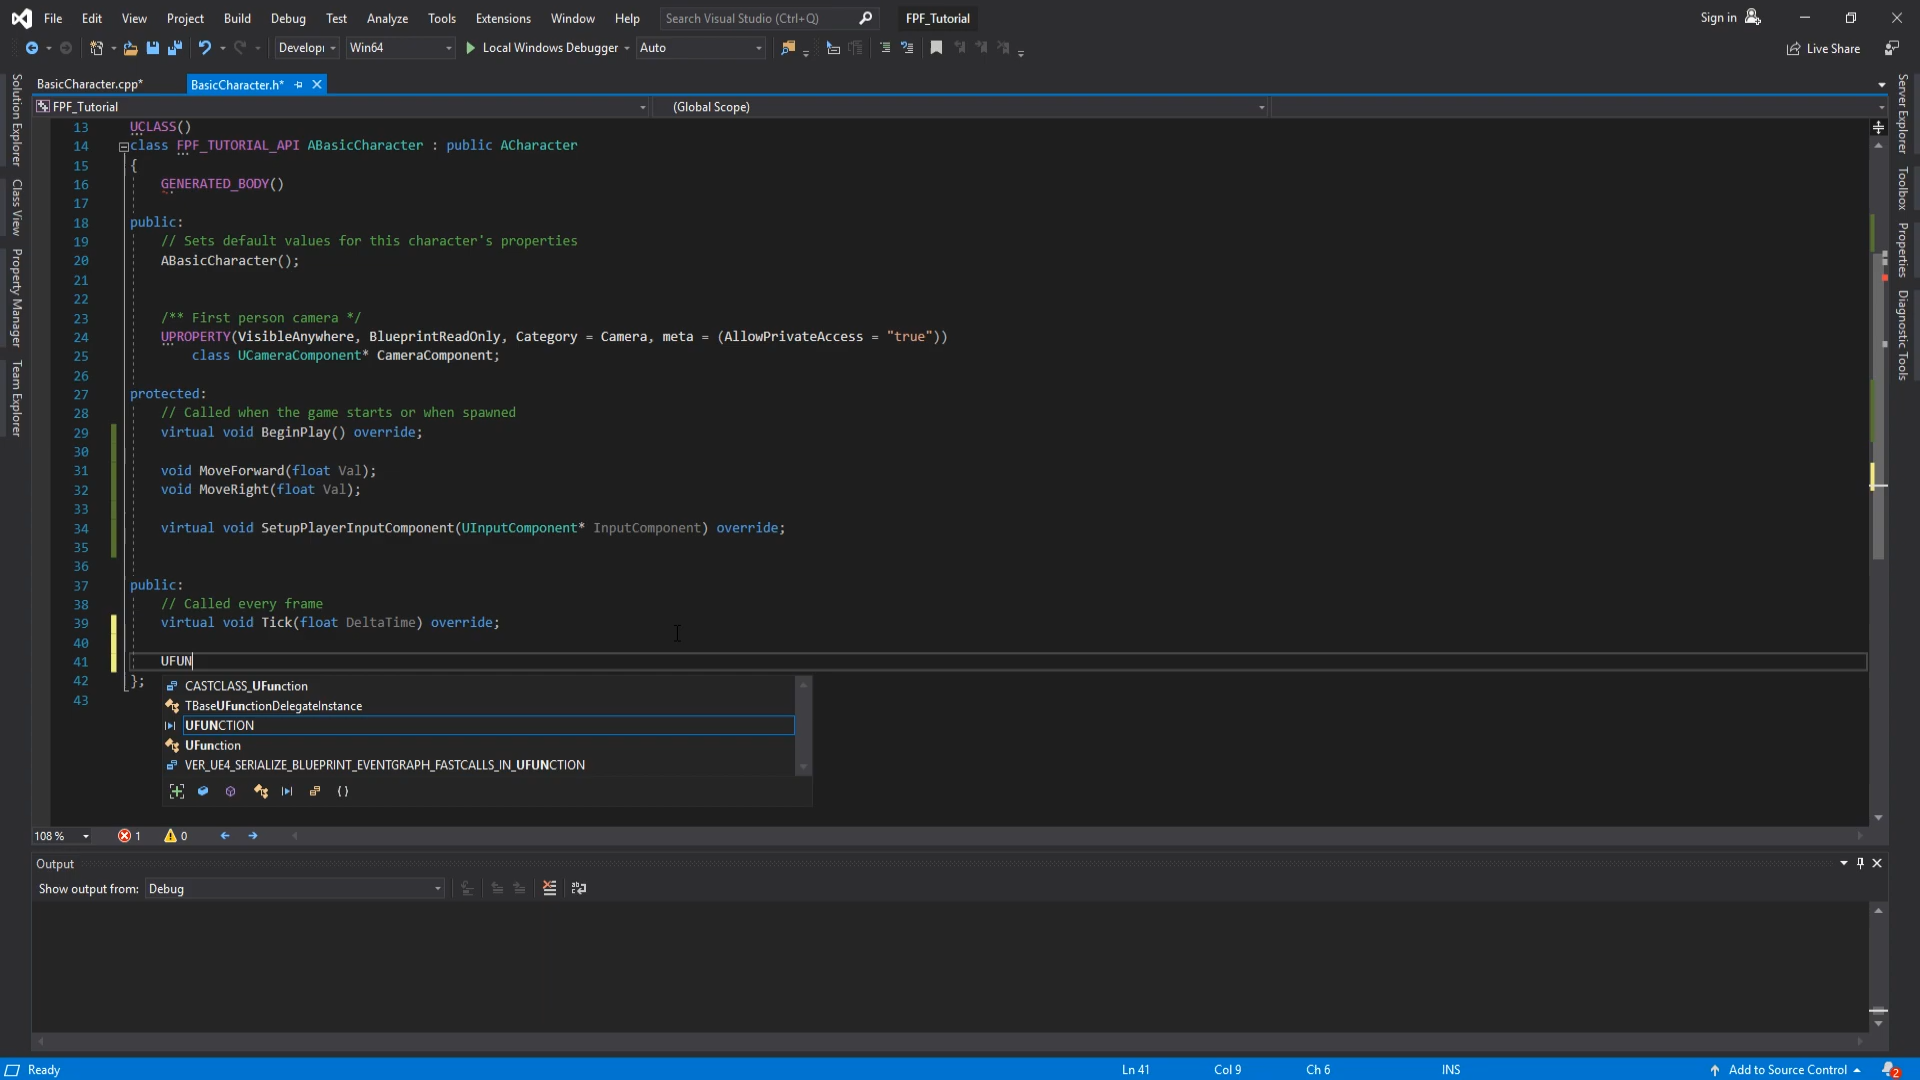 File Edit View Project Build Debug Test Analyze Tools Extensions Window Help Search Visual Studio (Ctrl+Q) FPF_Tutorial Sign in
Develop Win64 Local Windows Debugger Auto Live Share
BasicCharacter.cpp* BasicCharacter.h*
FPF_Tutorial (Global Scope)
Solution Explorer
Class View
Property Manager
Team Explorer
13 UCLASS()
14 class FPF_TUTORIAL_API ABasicCharacter : public ACharacter
15 {
16 GENERATED_BODY()
17
18 public:
19 // Sets default values for this character's properties
20 ABasicCharacter();
21
22
23 /** First person camera */
24 UPROPERTY(VisibleAnywhere, BlueprintReadOnly, Category = Camera, meta = (AllowPrivateAccess = "true"))
25 class UCameraComponent* CameraComponent;
26
27 protected:
28 // Called when the game starts or when spawned
29 virtual void BeginPlay() override;
30
31 void MoveForward(float Val);
32 void MoveRight(float Val);
33
34 virtual void SetupPlayerInputComponent(UInputComponent* InputComponent) override;
35
36
37 public:
38 // Called every frame
39 virtual void Tick(float DeltaTime) override;
40
41 UFUN
42 };
43
CASTCLASS_UFunction
TBaseUFunctionDelegateInstance
UFUNCTION
UFunction
VER_UE4_SERIALIZE_BLUEPRINT_EVENTGRAPH_FASTCALLS_IN_UFUNCTION
Server Explorer
Toolbox
Properties
Diagnostic Tools
108 % 1 0
Output
Show output from: Debug
Ready Ln 41 Col 9 Ch 6 INS Add to Source Control 2